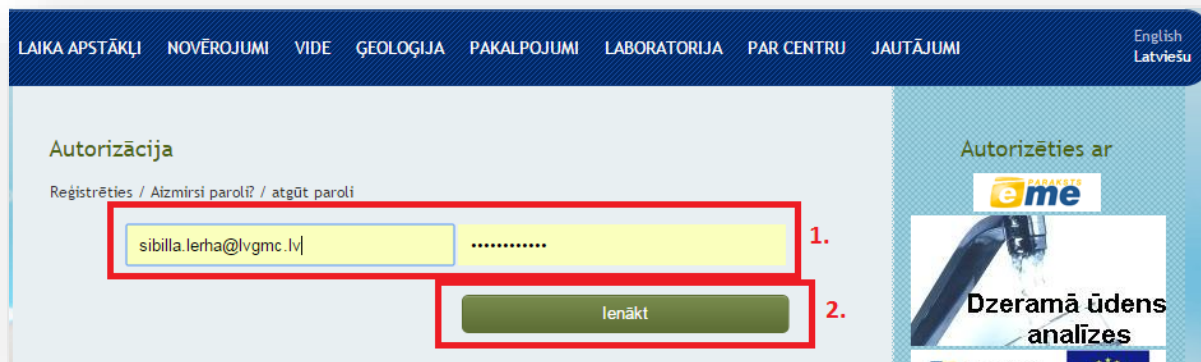 LAIKA APSTĀKĻI NOVĒROJUMI VIDE ĢEOLOĢIJA PAKALPOJUMI LABORATORIJA PAR CENTRU JAUTĀJUMI
English
Latviešu
Autorizācija
Reģistrēties / Aizmirsi paroli? / atgūt paroli
sibilla.lerha@lvgmc.lv ••••••••••••
1.
Ienākt
2.
Autorizēties ar
PARAKSTS
eme
Dzeramā ūdens
analīzes